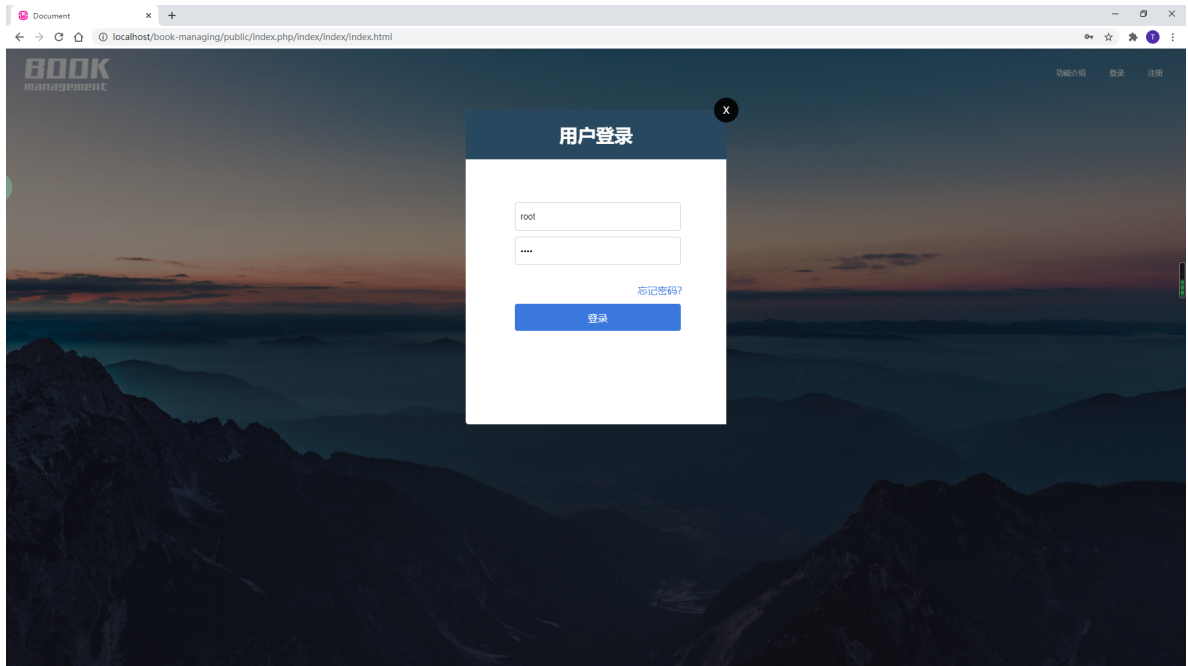 Document
localhost/book-managing/public/index.php/index/index/index.html
T
BOOK
management
功能介绍 登录 注册
X
用户登录
root
忘记密码?
登录